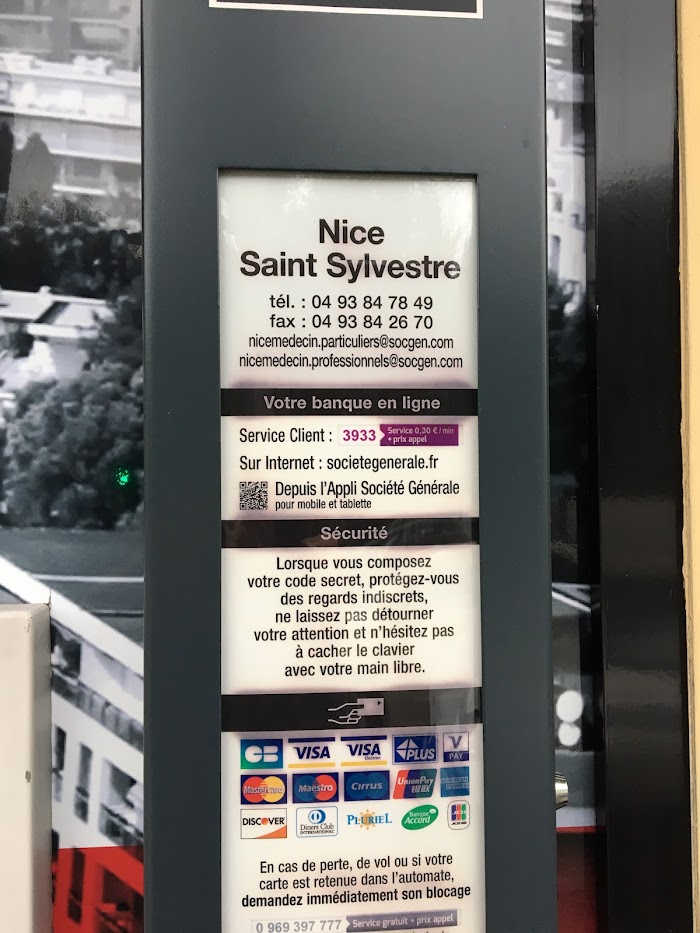 Nice
Saint Sylvestre
tél. : 04 93 84 78 49
fax : 04 93 84 26 70
nicemedecin.particuliers@socgen.com
nicemedecin.professionnels@socgen.com
Votre banque en ligne
Service Client : 3933 Service 0,30 € / min
+ prix appel
Sur Internet : societegenerale.fr
Depuis l'Appli Société Générale
pour mobile et tablette
Sécurité
Lorsque vous composez
votre code secret, protégez-vous
des regards indiscrets,
ne laissez pas détourner
votre attention et n'hésitez pas
à cacher le clavier
avec votre main libre.
CB VISA VISA Electron PLUS V PAY
MasterCard Maestro Cirrus UnionPay 银联 AMERICAN EXPRESS
DISCOVER Diners Club INTERNATIONAL PLURIEL Banque Accord JCB
En cas de perte, de vol ou si votre
carte est retenue dans l'automate,
demandez immédiatement son blocage
0 969 397 777 Service gratuit + prix appel